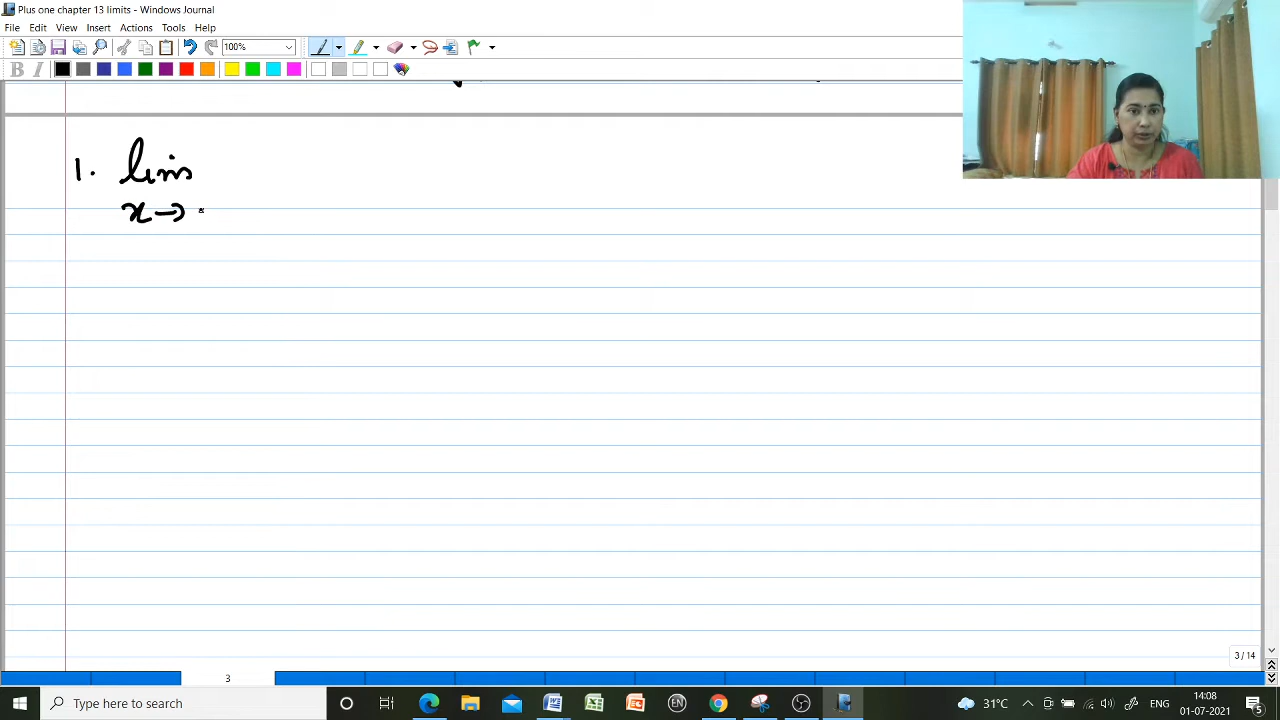 Plus one chapter 13 limits - Windows Journal
File Edit View Insert Actions Tools Help
100%
B I
1. lim
x→
3 / 14
3
Type here to search
31°C ENG 14:08 01-07-2021